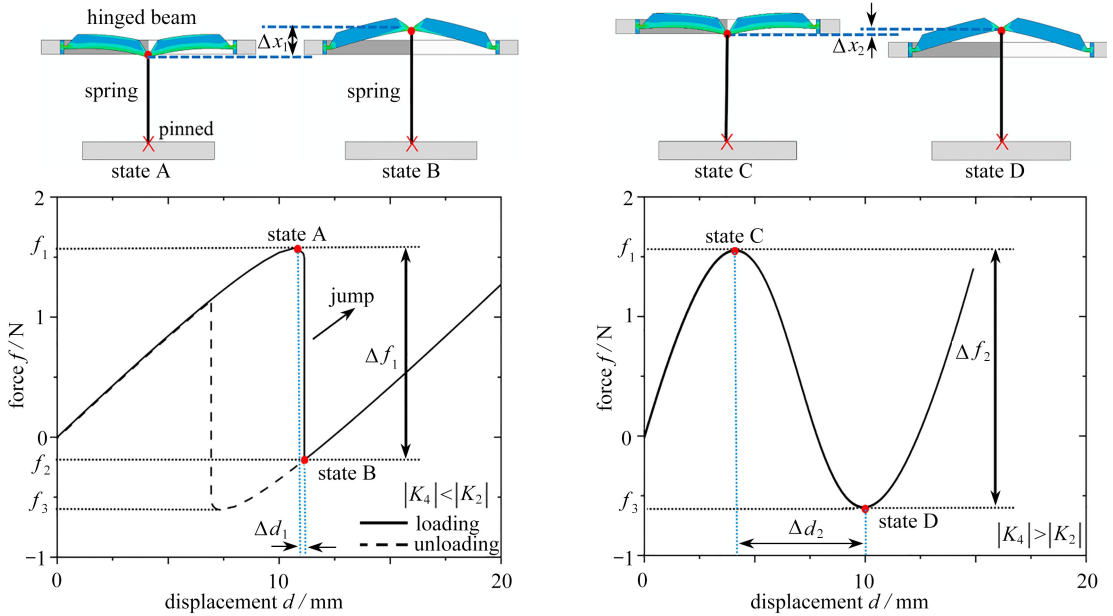 hinged beam
Δx₁
spring
spring
pinned
state A
state B
Δx₂
state C
state D
2
f₁
1
0
f₂
f₃
−1
force f / N
state A
jump
Δf₁
state B
|K₄|<|K₂|
loading
unloading
Δd₁
0
10
20
displacement d / mm
2
f₁
1
0
f₃
−1
force f / N
state C
Δf₂
state D
Δd₂
|K₄|>|K₂|
0
10
20
displacement d / mm